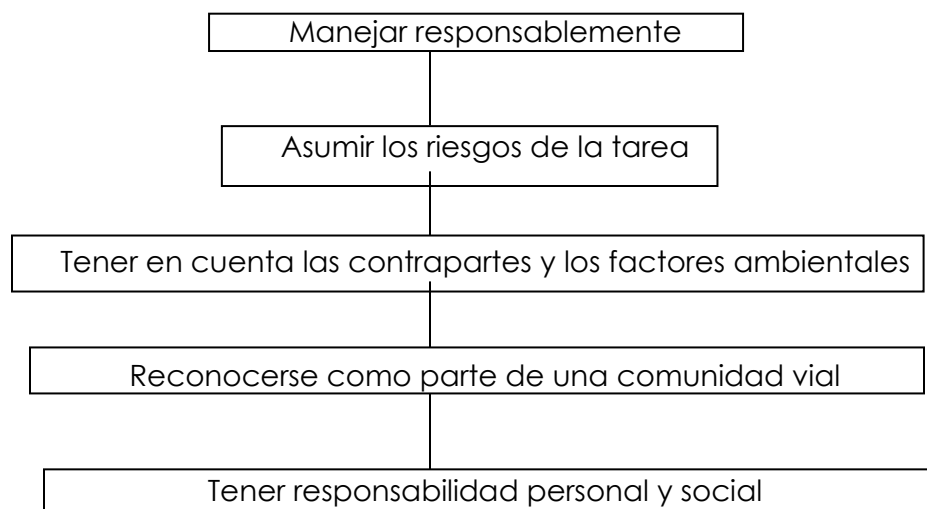 Manejar responsablemente
Asumir los riesgos de la tarea
Tener en cuenta las contrapartes y los factores ambientales
Reconocerse como parte de una comunidad vial
Tener responsabilidad personal y social